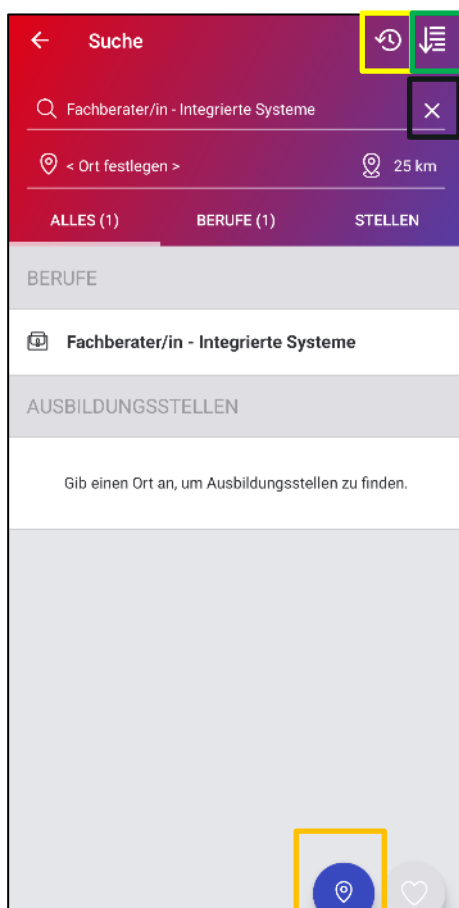 Suche
Fachberater/in - Integrierte Systeme
< Ort festlegen > 25 km
ALLES (1) BERUFE (1) STELLEN
BERUFE
Fachberater/in - Integrierte Systeme
AUSBILDUNGSSTELLEN
Gib einen Ort an, um Ausbildungsstellen zu finden.